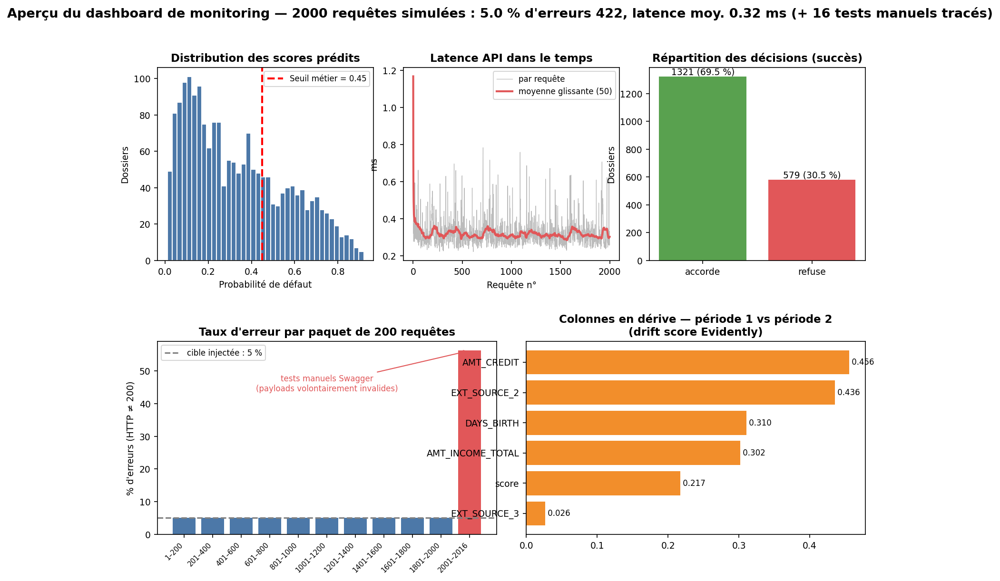 Aperçu du dashboard de monitoring — 2000 requêtes simulées : 5.0 % d'erreurs 422, latence moy. 0.32 ms (+ 16 tests manuels tracés)
Distribution des scores prédits
Seuil métier = 0.45
Dossiers
100
80
60
40
20
0
0.0 0.2 0.4 0.6 0.8
Probabilité de défaut
Latence API dans le temps
par requête
moyenne glissante (50)
ms
1.2
1.0
0.8
0.6
0.4
0.2
0 500 1000 1500 2000
Requête n°
Répartition des décisions (succès)
1321 (69.5 %)
579 (30.5 %)
Dossiers
1200
1000
800
600
400
200
0
accorde refuse
Taux d'erreur par paquet de 200 requêtes
cible injectée : 5 %
tests manuels Swagger
(payloads volontairement invalides)
% d'erreurs (HTTP ≠ 200)
50
40
30
20
10
0
1–200 201–400 401–600 601–800 801–1000 1001–1200 1201–1400 1401–1600 1601–1800 1801–2000 2001–2016
Colonnes en dérive — période 1 vs période 2
(drift score Evidently)
AMT_CREDIT 0.456
EXT_SOURCE_2 0.436
DAYS_BIRTH 0.310
AMT_INCOME_TOTAL 0.302
score 0.217
EXT_SOURCE_3 0.026
0.0 0.1 0.2 0.3 0.4